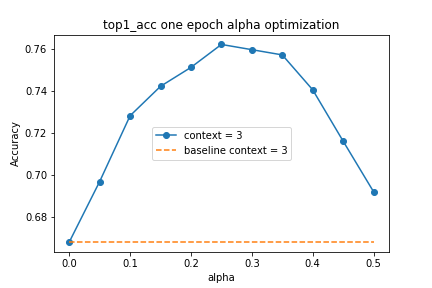 top1_acc one epoch alpha optimization
Accuracy
0.76
0.74
0.72
0.70
0.68
context = 3
baseline context = 3
0.0 0.1 0.2 0.3 0.4 0.5
alpha